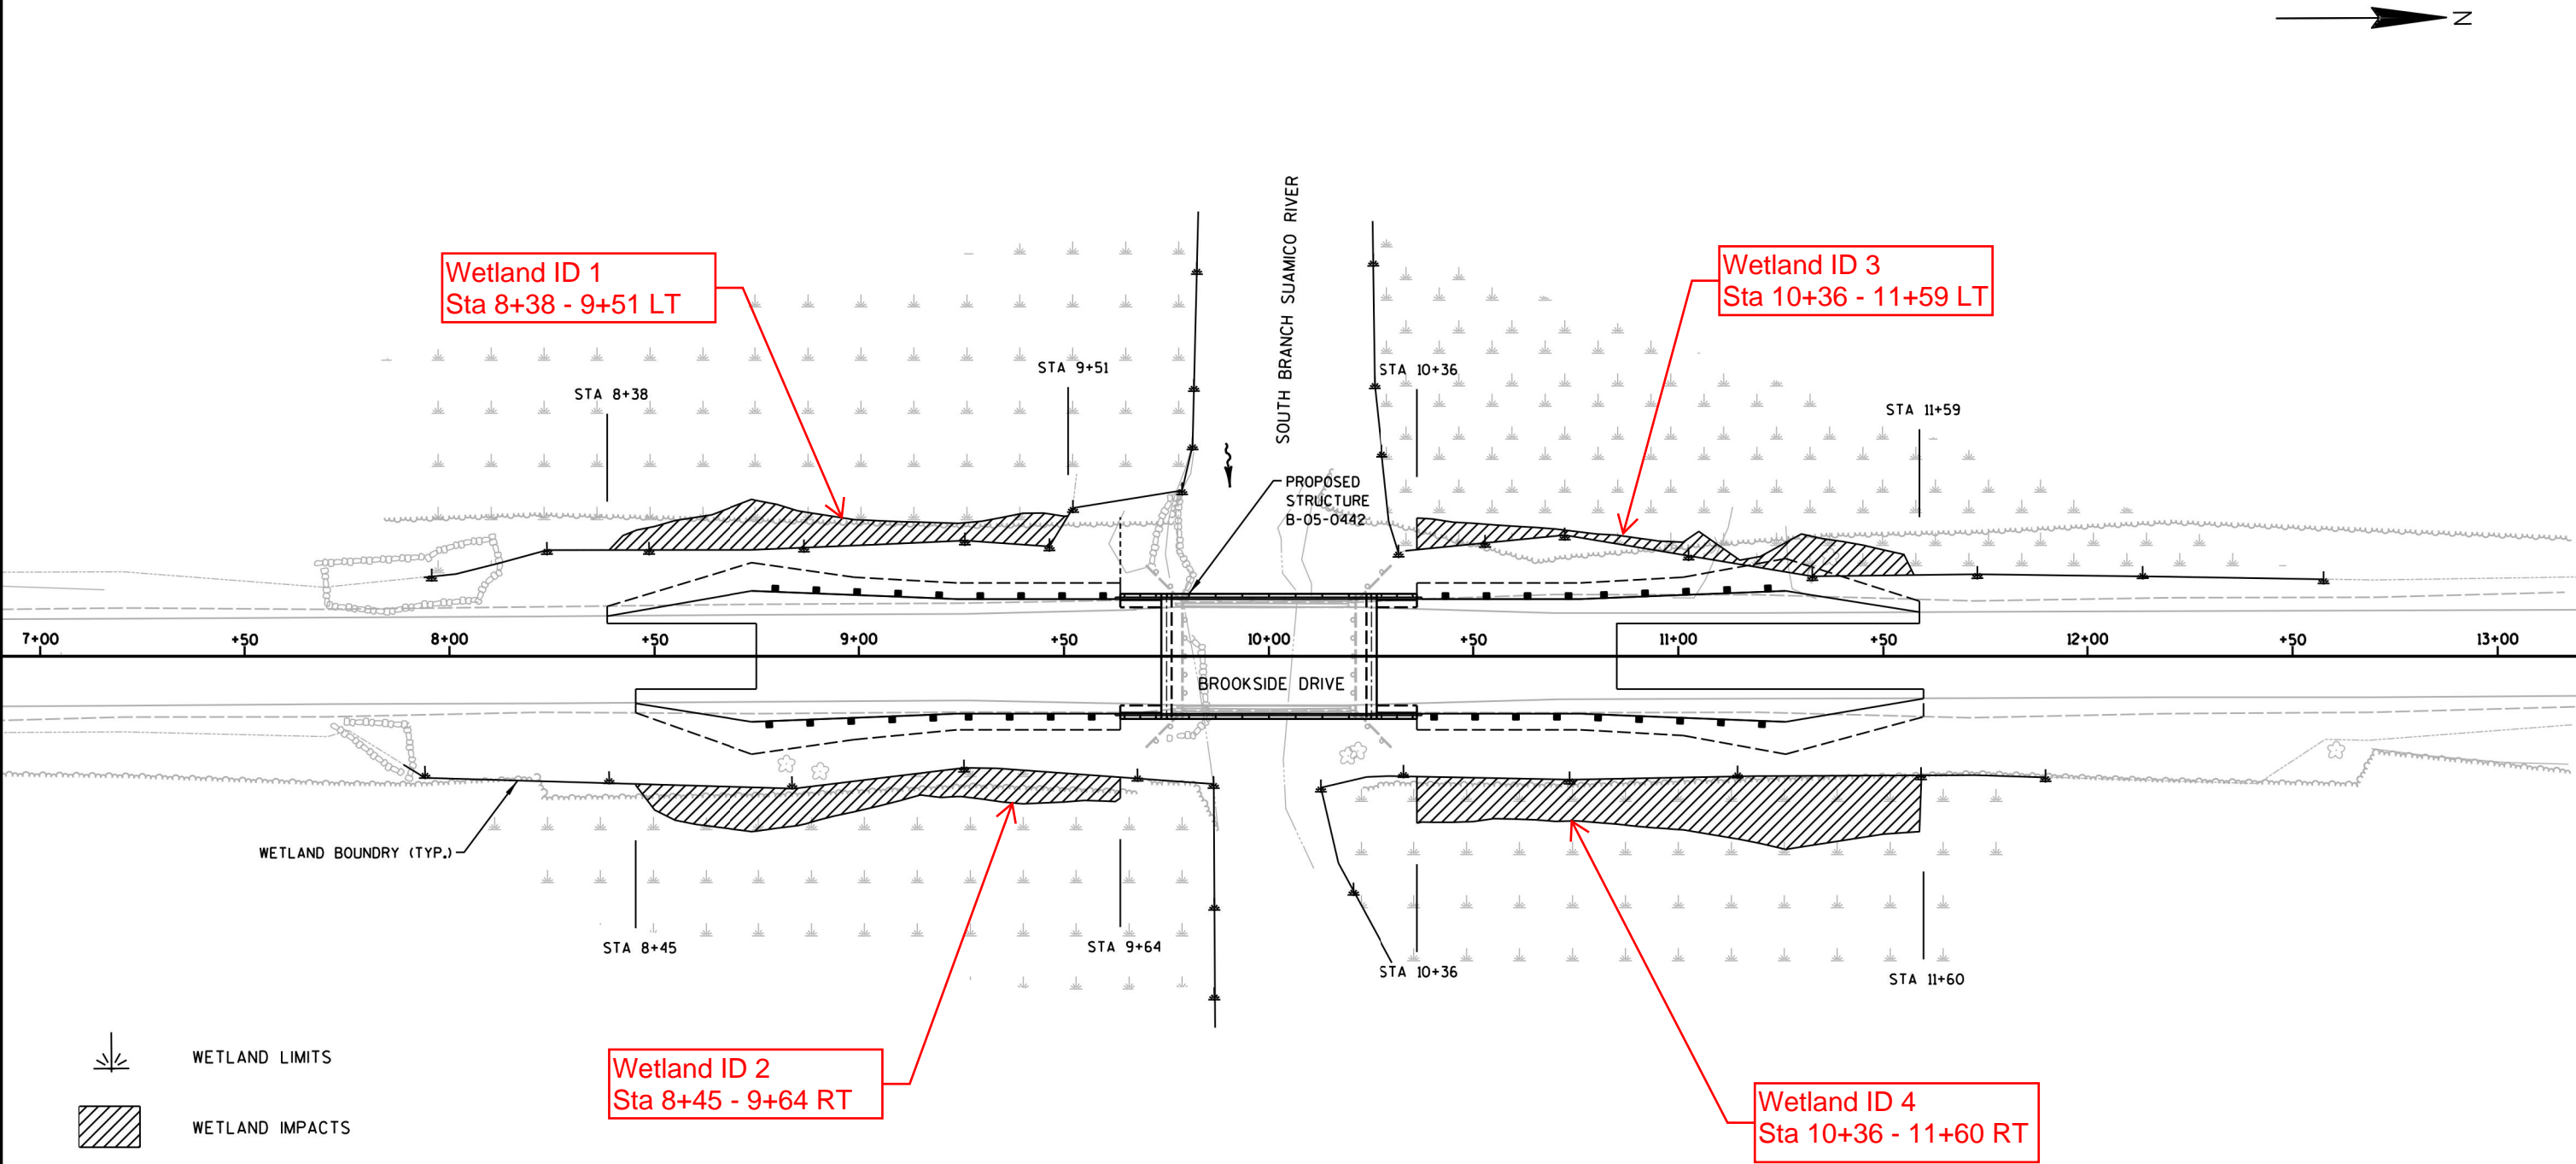 N
SOUTH BRANCH SUAMICO RIVER
Wetland ID 1
Sta 8+38 - 9+51 LT
Wetland ID 3
Sta 10+36 - 11+59 LT
STA 8+38
STA 9+51
STA 10+36
STA 11+59
PROPOSED
STRUCTURE
B-05-0442
7+00 +50 8+00 +50 9+00 +50 10+00 +50 11+00 +50 12+00 +50 13+00
BROOKSIDE DRIVE
WETLAND BOUNDRY (TYP.)
STA 8+45
STA 9+64
STA 10+36
STA 11+60
WETLAND LIMITS
WETLAND IMPACTS
Wetland ID 2
Sta 8+45 - 9+64 RT
Wetland ID 4
Sta 10+36 - 11+60 RT